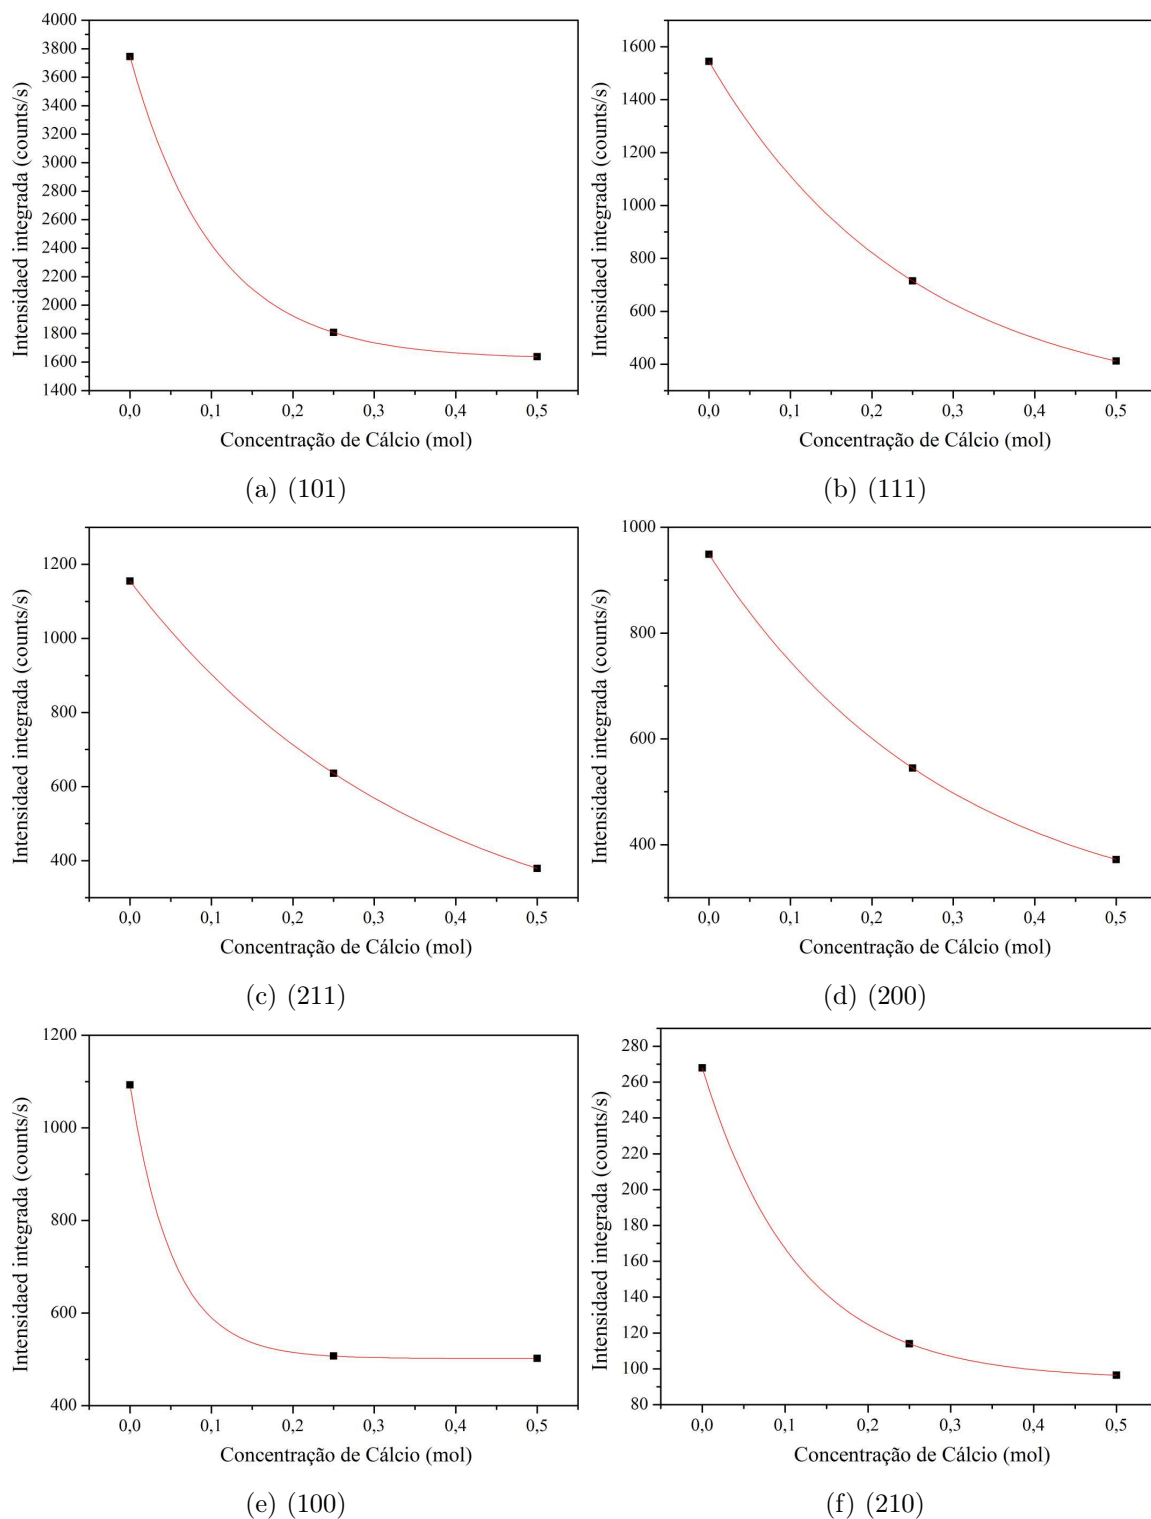 4000
3800
3600
3400
3200
3000
2800
2600
2400
2200
2000
1800
1600
1400
Intensidaed integrada (counts/s)
0,0 0,1 0,2 0,3 0,4 0,5
Concentração de Cálcio (mol)
(a) (101)
1600
1400
1200
1000
800
600
400
Intensidaed integrada (counts/s)
0,0 0,1 0,2 0,3 0,4 0,5
Concentração de Cálcio (mol)
(b) (111)
1200
1000
800
600
400
Intensidaed integrada (counts/s)
0,0 0,1 0,2 0,3 0,4 0,5
Concentração de Cálcio (mol)
(c) (211)
1000
800
600
400
Intensidaed integrada (counts/s)
0,0 0,1 0,2 0,3 0,4 0,5
Concentração de Cálcio (mol)
(d) (200)
1200
1000
800
600
400
Intensidaed integrada (counts/s)
0,0 0,1 0,2 0,3 0,4 0,5
Concentração de Cálcio (mol)
(e) (100)
280
260
240
220
200
180
160
140
120
100
80
Intensidaed integrada (counts/s)
0,0 0,1 0,2 0,3 0,4 0,5
Concentração de Cálcio (mol)
(f) (210)